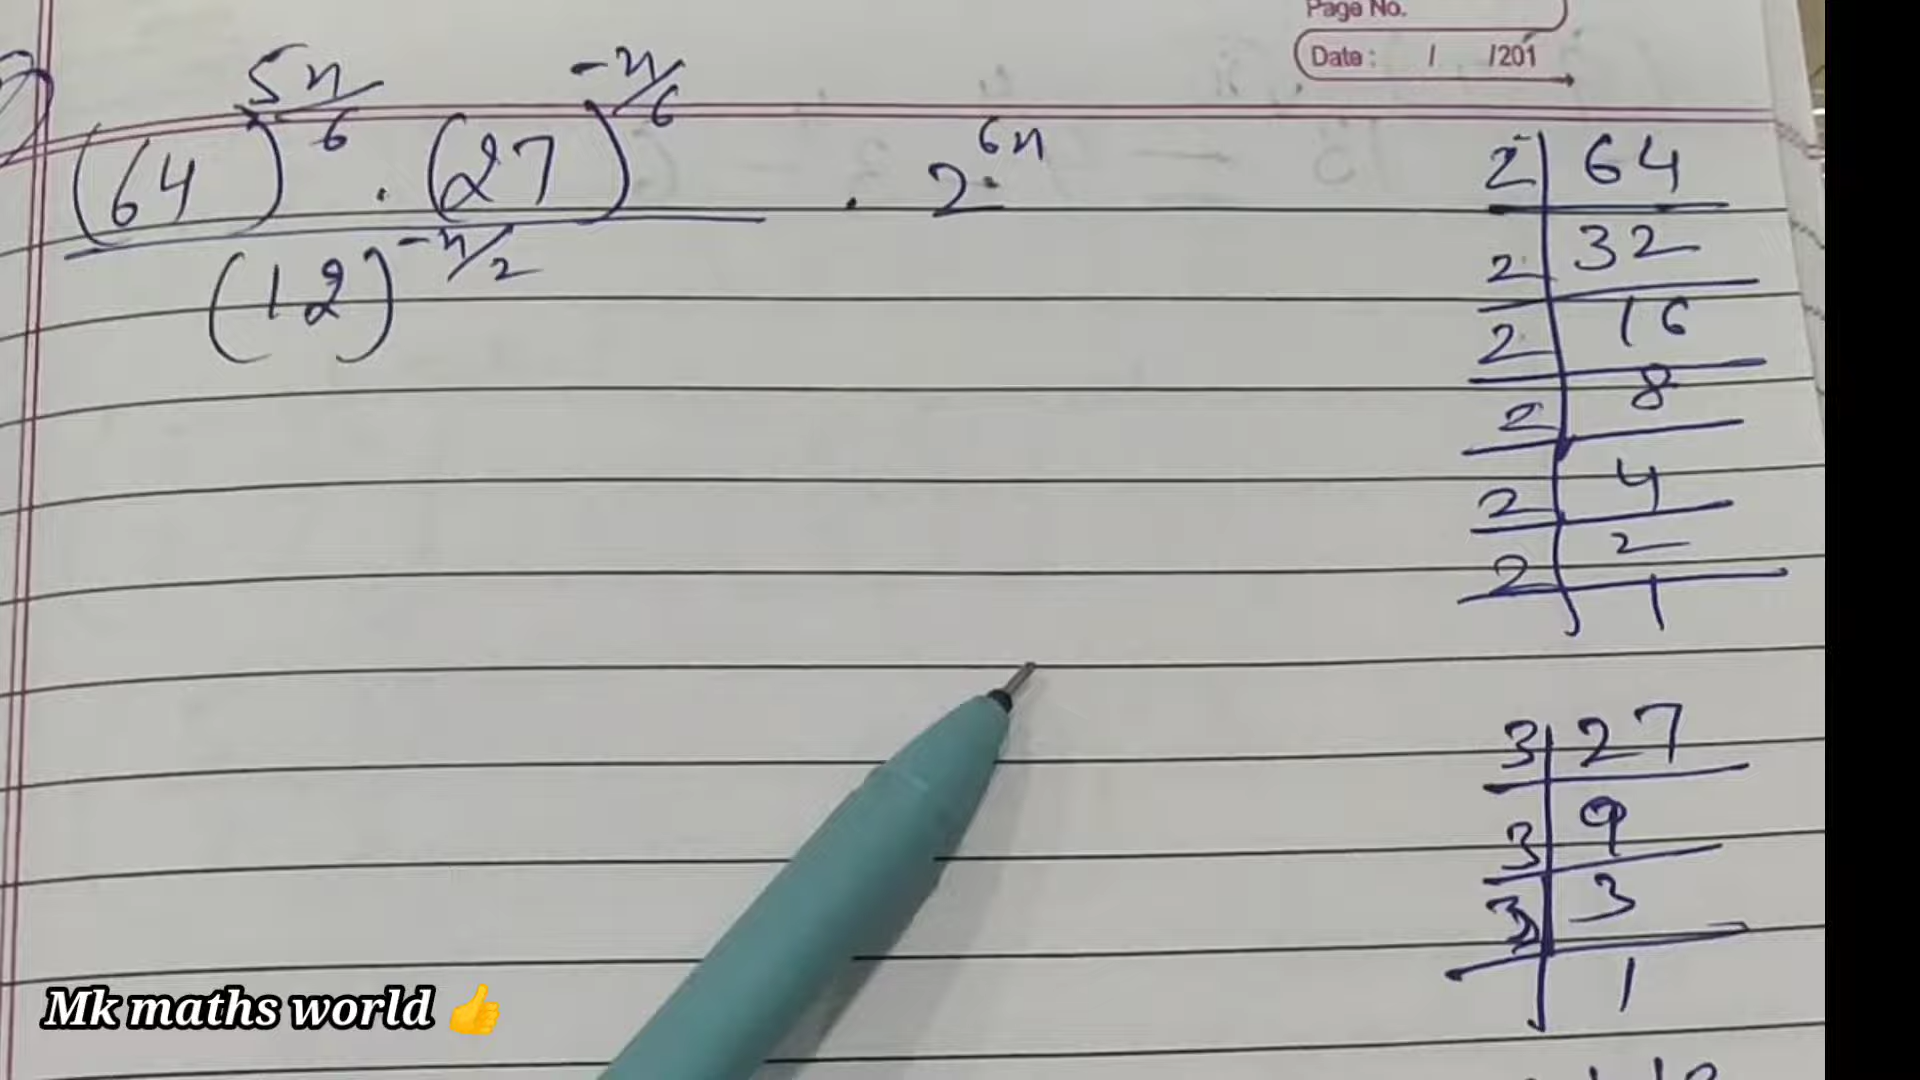 Page No.
Date : / /201
(64)^{5n/6} . (27)^{-n/6} . 2^{6n}
(12)^{-n/2}
2 | 64
2 | 32
2 | 16
2 | 8
2 | 4
2 | 2
1
3 | 27
3 | 9
3 | 3
1
Mk maths world 👍